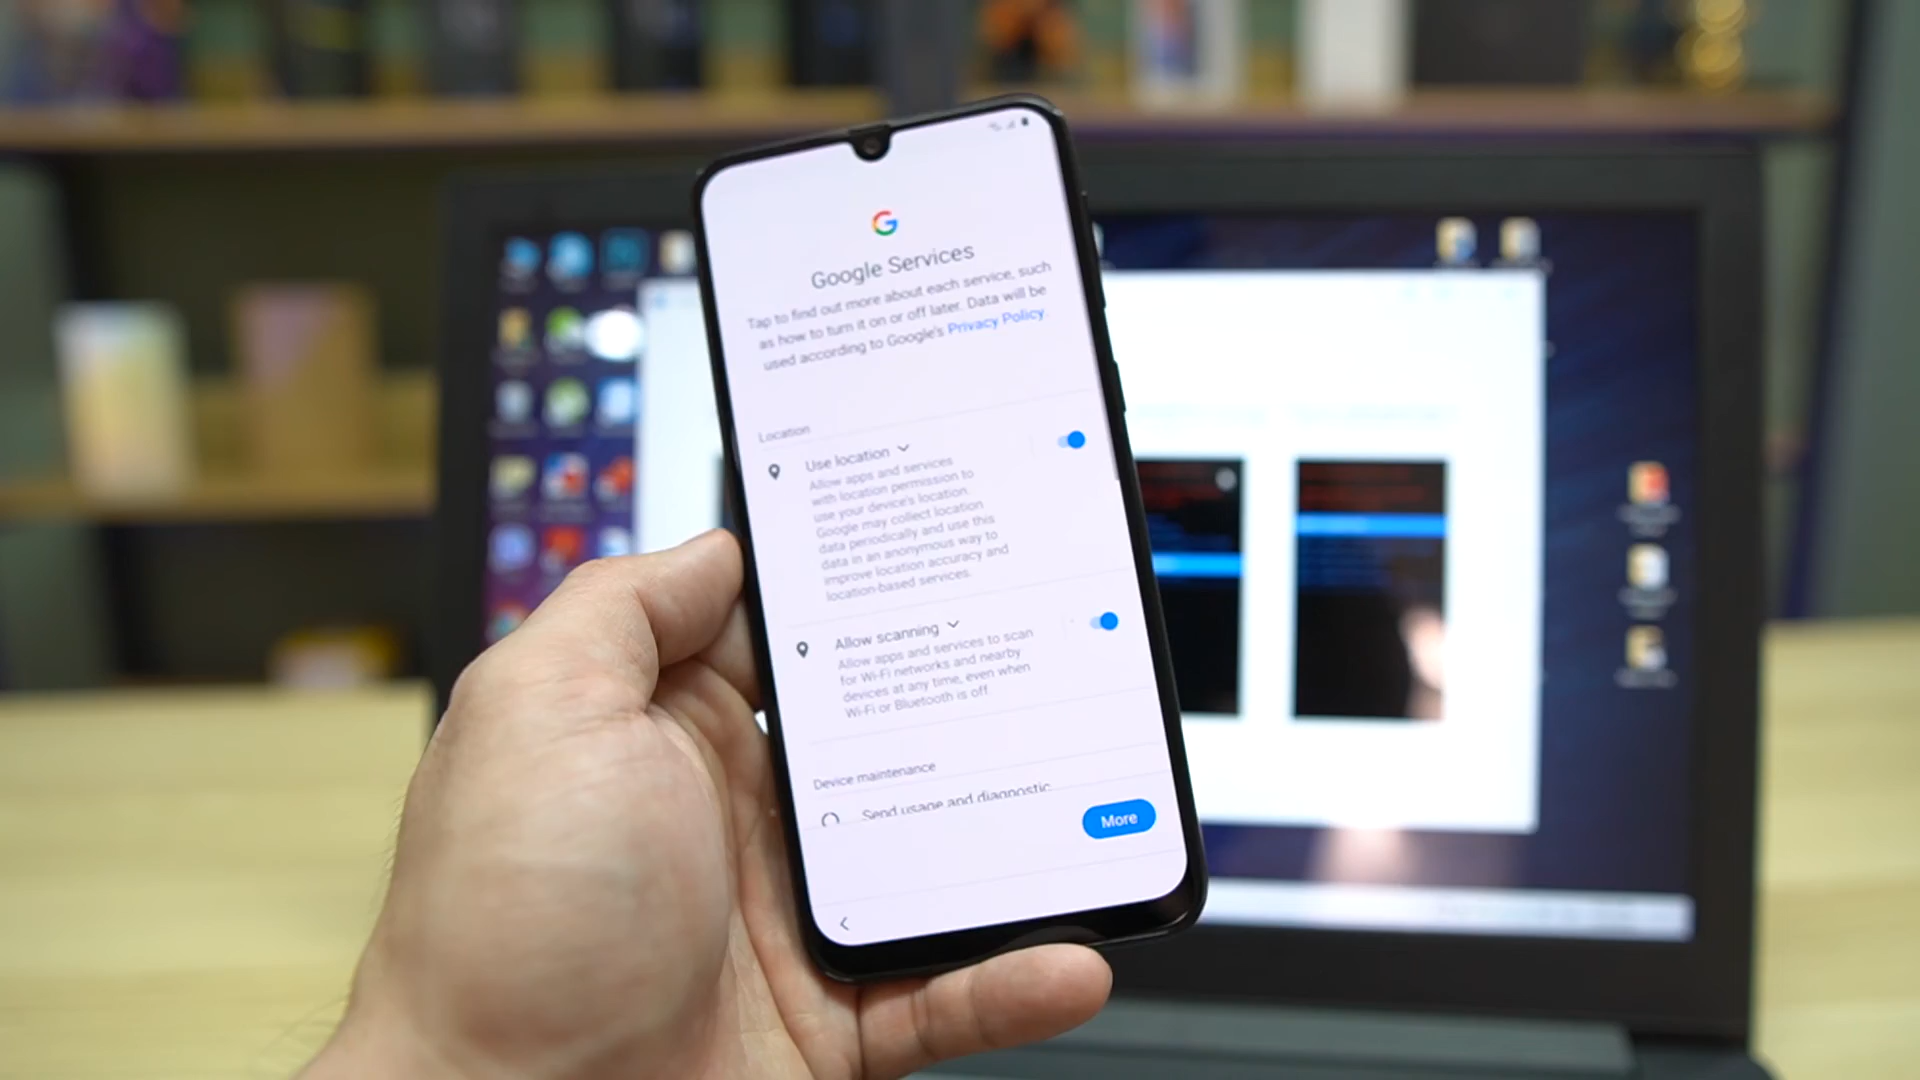 Google Services
Tap to find out more about each service, such
as how to turn it on or off later. Data will be
used according to Google's Privacy Policy.
Location
Use location
Allow apps and services
with location permission to
use your device's location.
Google may collect location
data periodically and use this
data in an anonymous way to
improve location accuracy and
location-based services.
Allow scanning
Allow apps and services to scan
for Wi-Fi networks and nearby
devices at any time, even when
Wi-Fi or Bluetooth is off.
Device maintenance
Send usage and diagnostic
More